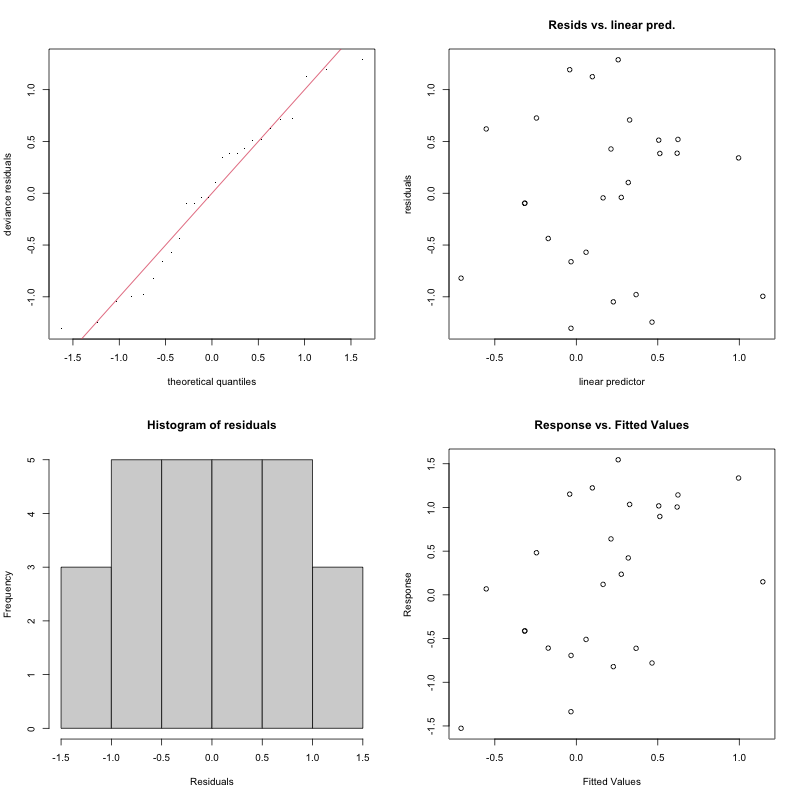 deviance residuals
1.0
0.5
0.0
-0.5
-1.0
-1.5 -1.0 -0.5 0.0 0.5 1.0 1.5
theoretical quantiles
Resids vs. linear pred.
residuals
1.0
0.5
0.0
-0.5
-1.0
-0.5 0.0 0.5 1.0
linear predictor
Histogram of residuals
Frequency
5
4
3
2
1
0
-1.5 -1.0 -0.5 0.0 0.5 1.0 1.5
Residuals
Response vs. Fitted Values
Response
1.5
1.0
0.5
0.0
-0.5
-1.0
-1.5
-0.5 0.0 0.5 1.0
Fitted Values